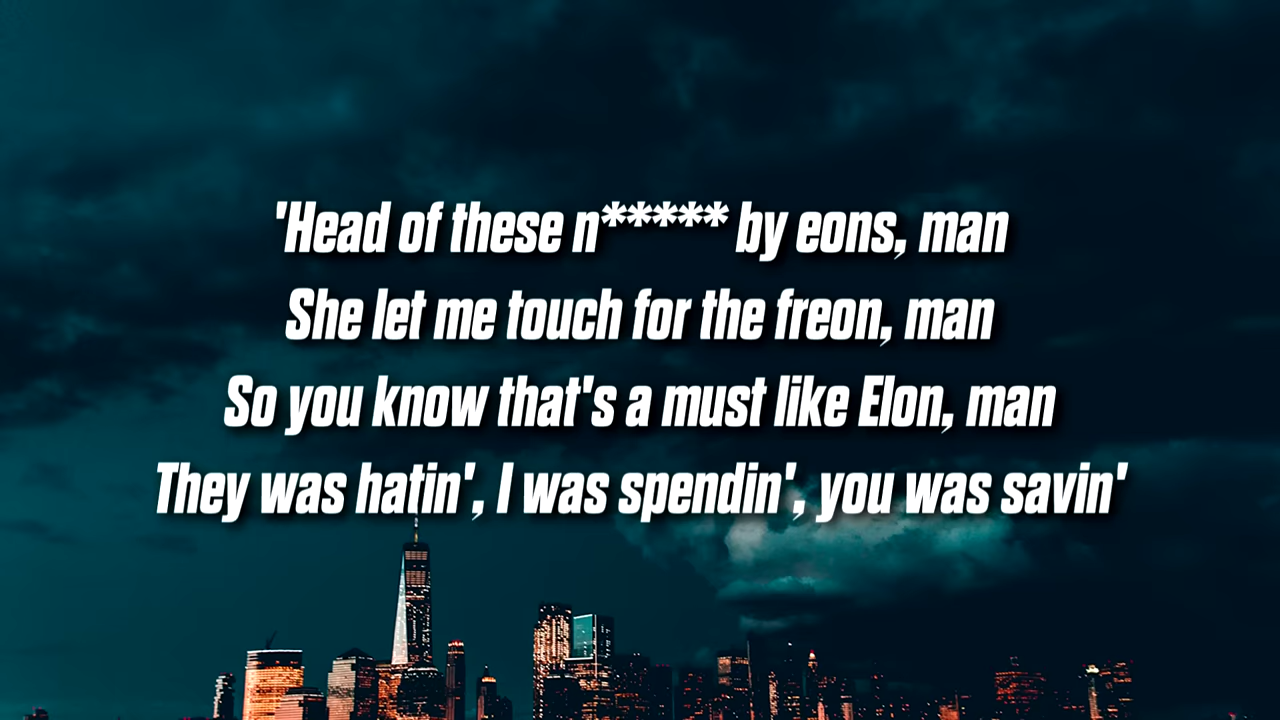 'Head of these n***** by eons, man
She let me touch for the freon, man
So you know that's a must like Elon, man
They was hatin', I was spendin', you was savin'